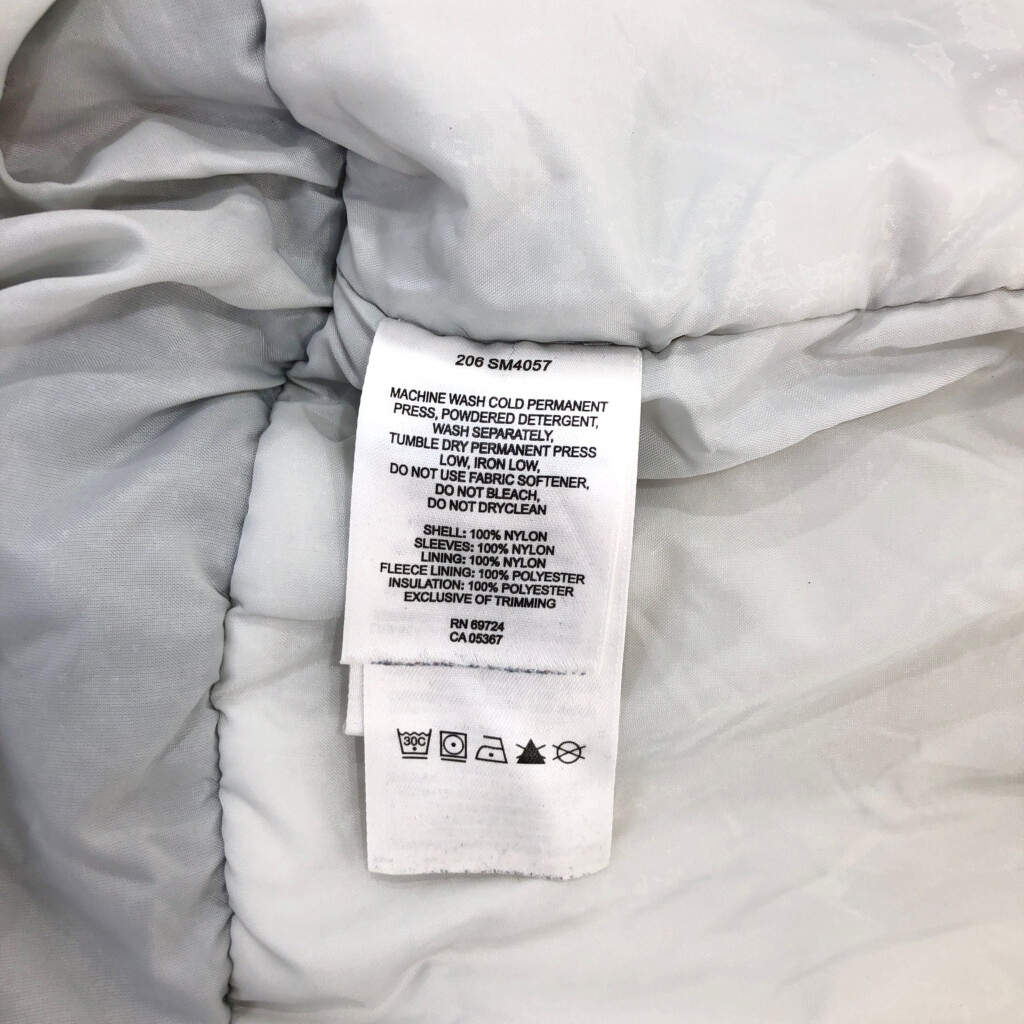 206 SM4057
MACHINE WASH COLD PERMANENT
PRESS, POWDERED DETERGENT,
WASH SEPARATELY,
TUMBLE DRY PERMANENT PRESS
LOW, IRON LOW,
DO NOT USE FABRIC SOFTENER,
DO NOT BLEACH,
DO NOT DRYCLEAN
SHELL: 100% NYLON
SLEEVES: 100% NYLON
LINING: 100% NYLON
FLEECE LINING: 100% POLYESTER
INSULATION: 100% POLYESTER
EXCLUSIVE OF TRIMMING
RN 69724
CA 05367
30C